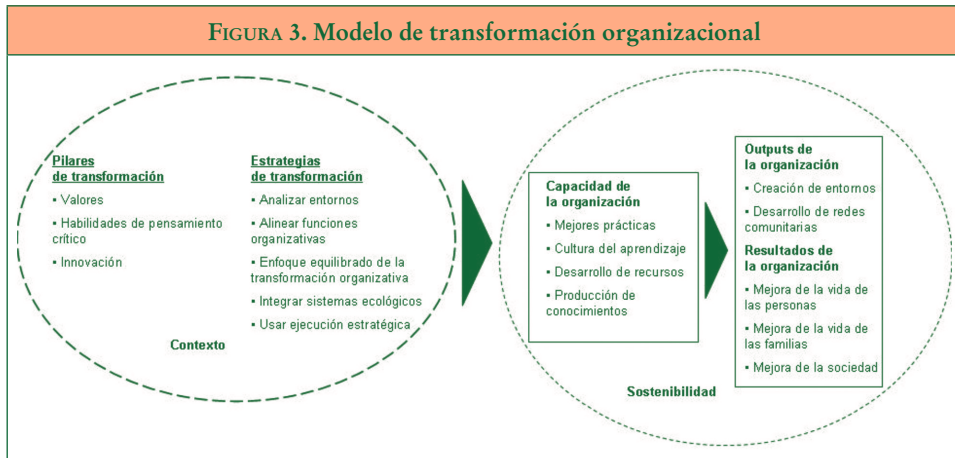 FIGURA 3. Modelo de transformación organizacional
Pilares
de transformación
▪ Valores
▪ Habilidades de pensamiento
crítico
▪ Innovación
Estrategias
de transformación
▪ Analizar entornos
▪ Alinear funciones
organizativas
▪ Enfoque equilibrado de la
transformación organizativa
▪ Integrar sistemas ecológicos
▪ Usar ejecución estratégica
Contexto
Capacidad de
la organización
▪ Mejores prácticas
▪ Cultura del aprendizaje
▪ Desarrollo de recursos
▪ Producción de
conocimientos
Outputs de
la organización
▪ Creación de entornos
▪ Desarrollo de redes
comunitarias
Resultados de
la organización
▪ Mejora de la vida de
las personas
▪ Mejora de la vida de
las familias
▪ Mejora de la sociedad
Sostenibilidad